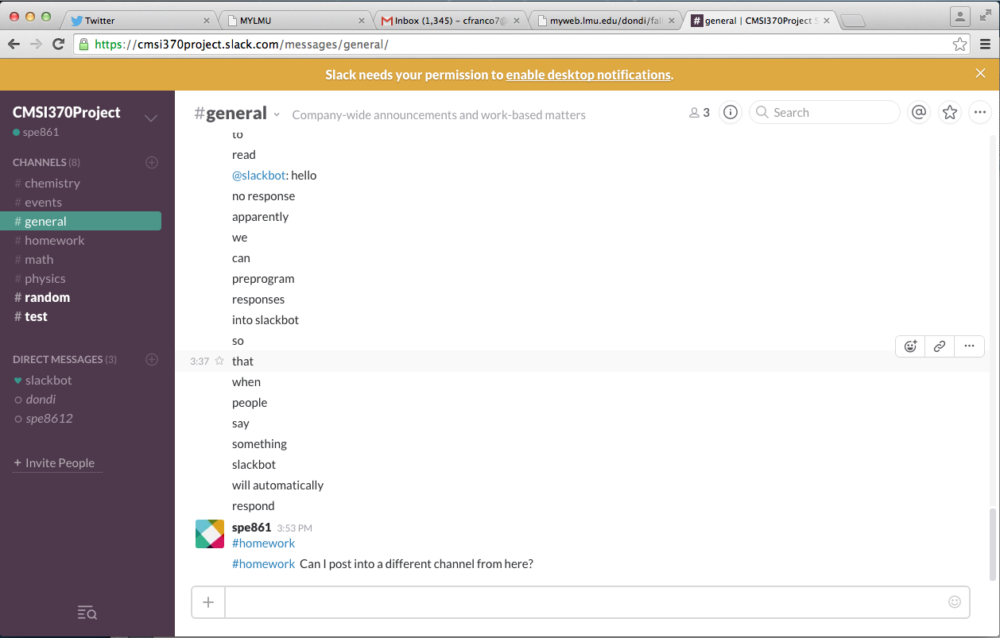 Twitter
MYLMU
Inbox (1,345) – cfranco7@
myweb.lmu.edu/dondi/fall
general | CMSI370Project S
https://cmsi370project.slack.com/messages/general/
Slack needs your permission to enable desktop notifications.
CMSI370Project
spe861
CHANNELS (8)
# chemistry
# events
# general
# homework
# math
# physics
# random
# test
DIRECT MESSAGES (3)
slackbot
dondi
spe8612
+ Invite People
#general
Company-wide announcements and work-based matters
3
Search
to
read
@slackbot: hello
no response
apparently
we
can
preprogram
responses
into slackbot
so
3:37 that
when
people
say
something
slackbot
will automatically
respond
spe861 3:53 PM
#homework
#homework Can I post into a different channel from here?